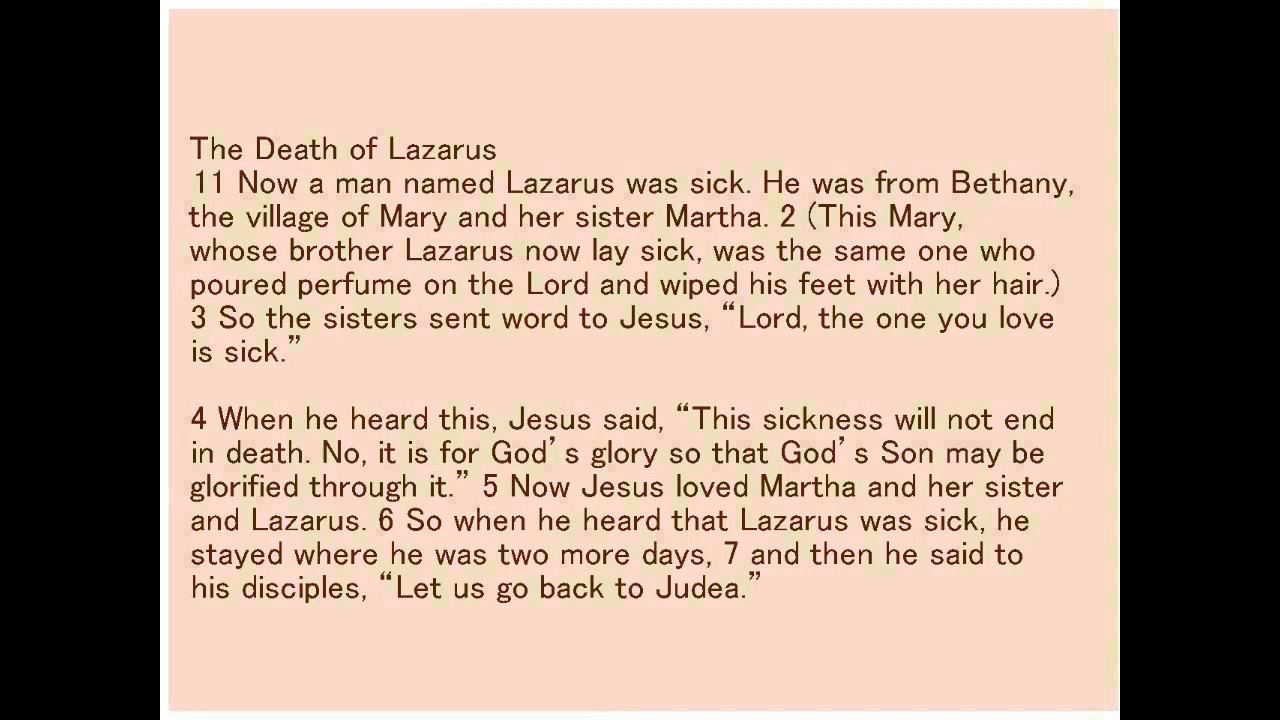 The Death of Lazarus
11 Now a man named Lazarus was sick. He was from Bethany,
the village of Mary and her sister Martha. 2 (This Mary,
whose brother Lazarus now lay sick, was the same one who
poured perfume on the Lord and wiped his feet with her hair.)
3 So the sisters sent word to Jesus, “Lord, the one you love
is sick.”
4 When he heard this, Jesus said, “This sickness will not end
in death. No, it is for God’s glory so that God’s Son may be
glorified through it.” 5 Now Jesus loved Martha and her sister
and Lazarus. 6 So when he heard that Lazarus was sick, he
stayed where he was two more days, 7 and then he said to
his disciples, “Let us go back to Judea.”